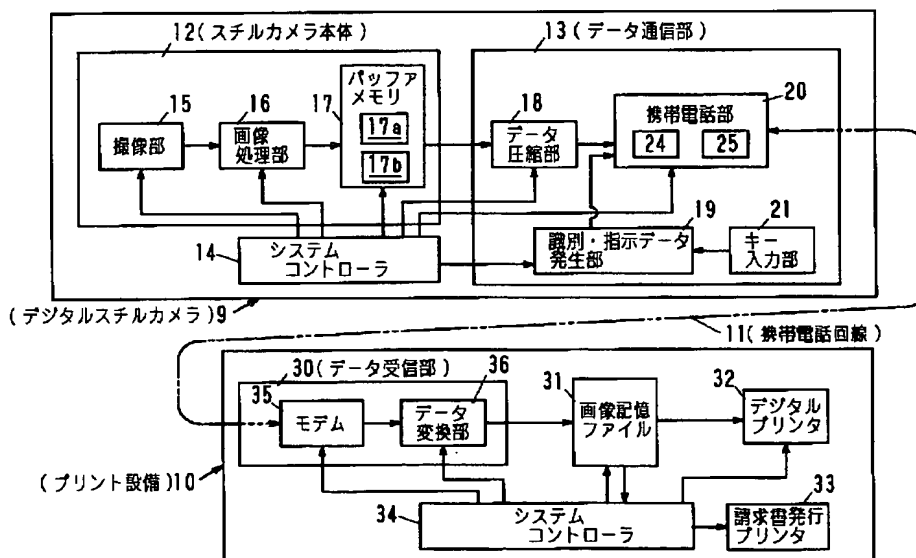 12(スチルカメラ本体)
13(データ通信部)
15
撮像部
16
画像
処理部
17
バッファ
メモリ
17a
17b
18
データ
圧縮部
20
携帯電話部
24
25
19
識別・指示データ
発生部
21
キー
入力部
14
システム
コントローラ
(デジタルスチルカメラ)9
11(携帯電話回線)
30(データ受信部)
35
モデム
36
データ
変換部
31
画像記憶
ファイル
32
デジタル
プリンタ
(プリント設備)10
34
システム
コントローラ
33
請求書発行
プリンタ